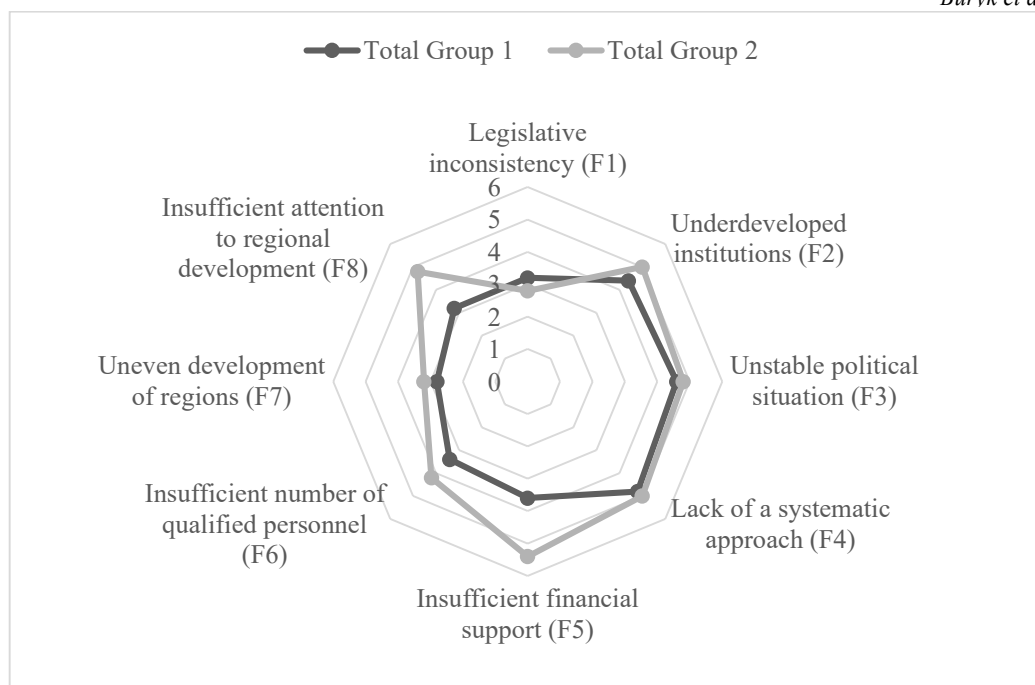 Buryk et a
Total Group 1
Total Group 2
Legislative
inconsistency (F1)
Underdeveloped
institutions (F2)
Unstable political
situation (F3)
Lack of a systematic
approach (F4)
Insufficient financial
support (F5)
Insufficient number of
qualified personnel
(F6)
Uneven development
of regions (F7)
Insufficient attention
to regional
development (F8)
6
5
4
3
2
1
0